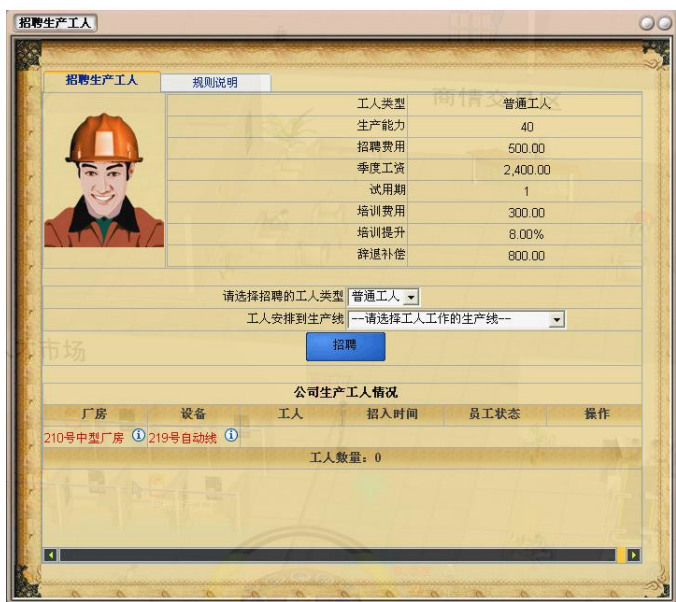 招聘生产工人
招聘生产工人 规则说明
工人类型 普通工人
生产能力 40
招聘费用 500.00
季度工资 2,400.00
试用期 1
培训费用 300.00
培训提升 8.00%
辞退补偿 800.00
请选择招聘的工人类型 普通工人
工人安排到生产线 --请选择工人工作的生产线--
招聘
公司生产工人情况
厂房 设备 工人 招入时间 员工状态 操作
210号中型厂房 219号自动线
工人数量：0
市场